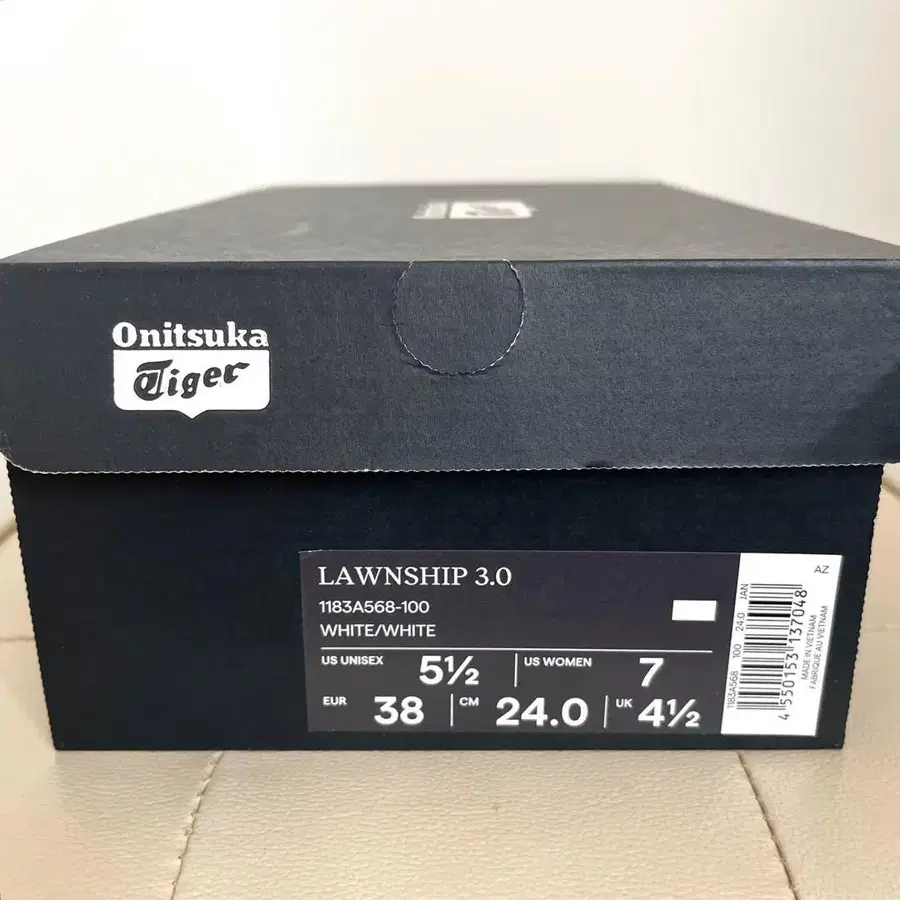 Onitsuka
Tiger
LAWNSHIP 3.0
1183A568-100
WHITE/WHITE
US UNISEX 5½ US WOMEN 7
EUR 38 CM 24.0 UK 4½
1183A568 100 24.0 JAN
4 550153 137048
MADE IN VIETNAM
FABRIQUE AU VIETNAM
AZ